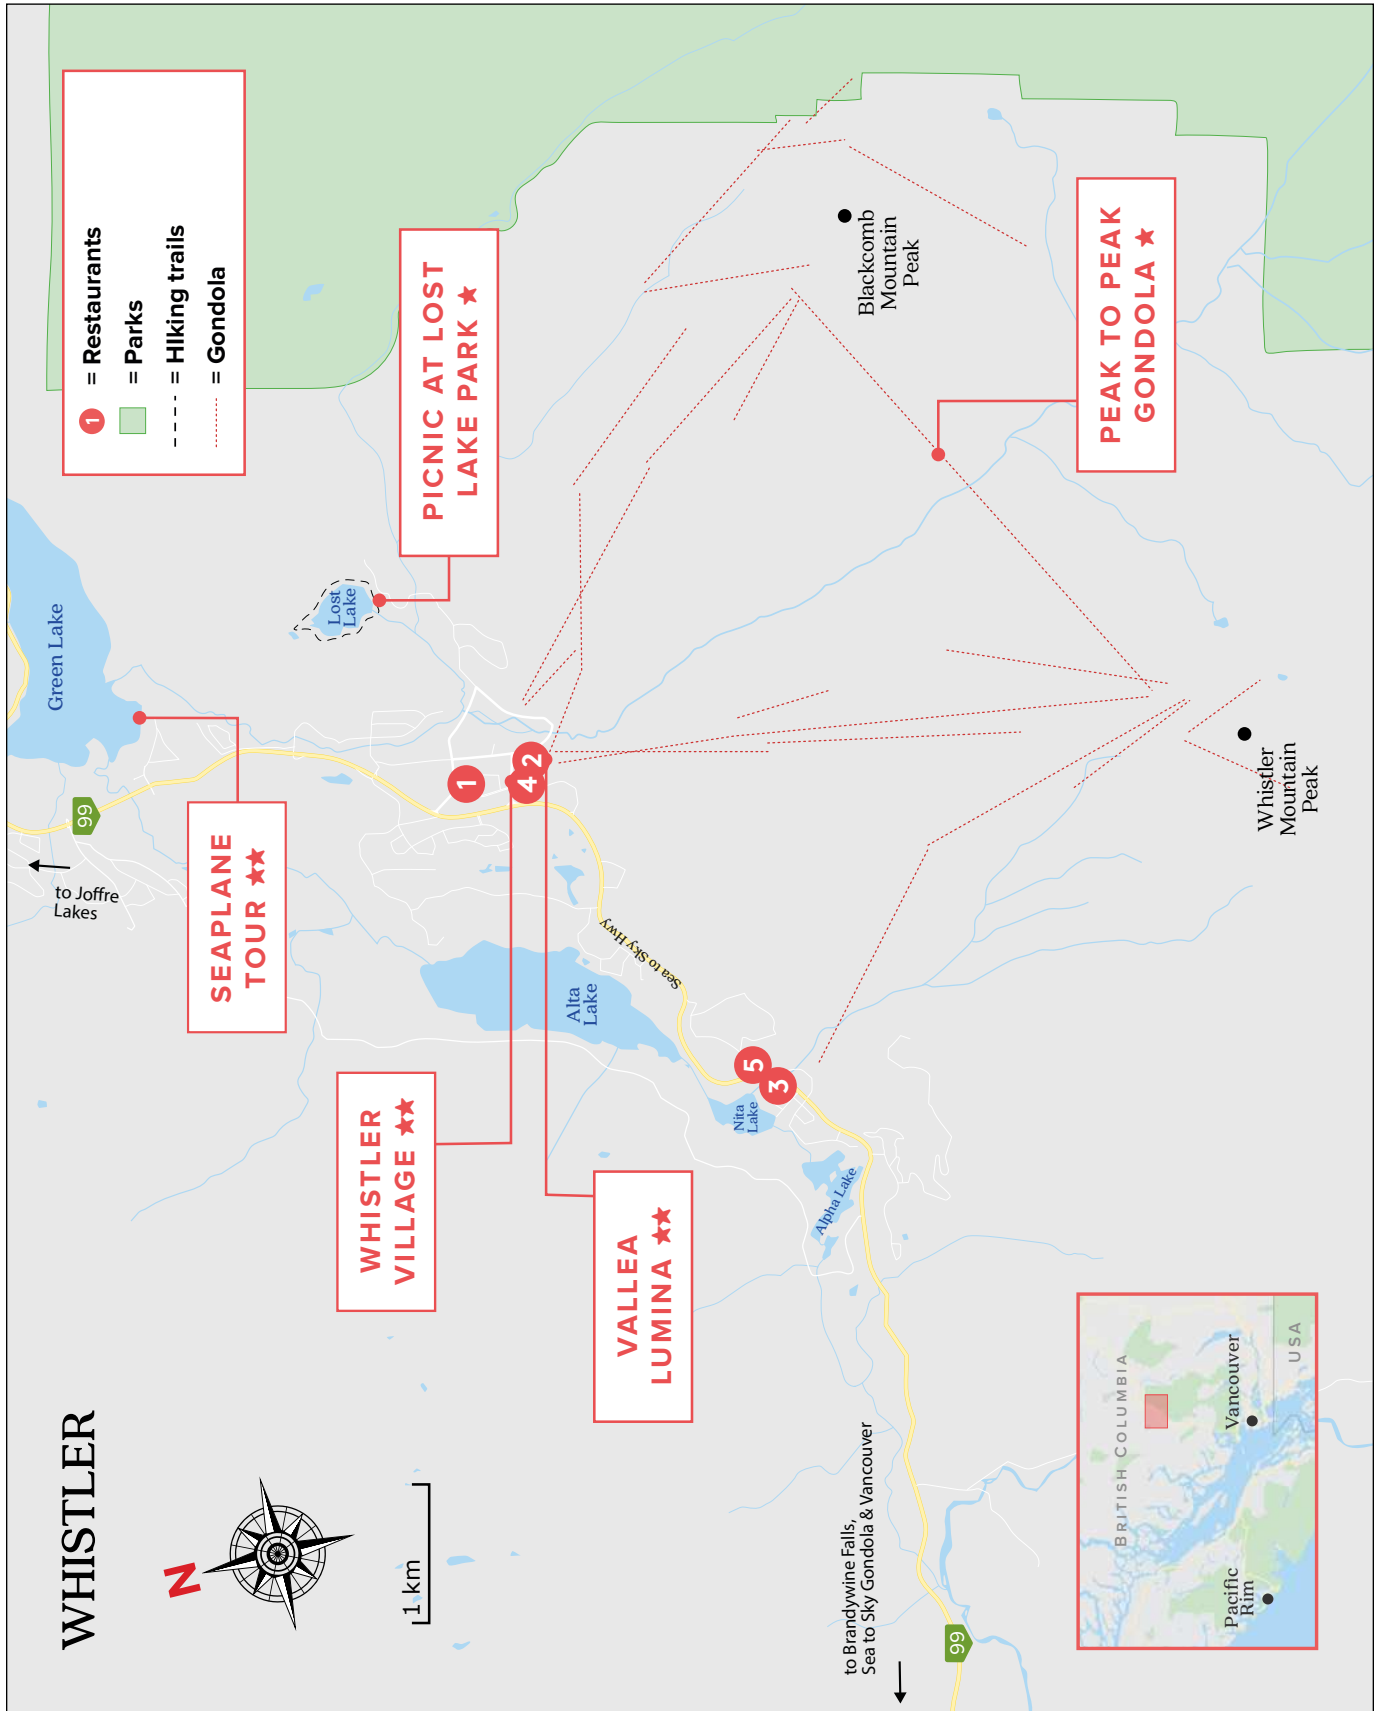 WHISTLER
N
1 km
1 = Restaurants
= Parks
= HIking trails
= Gondola
to Joffre
Lakes
99
Green Lake
SEAPLANE
TOUR ★★
Lost
Lake
PICNIC AT LOST
LAKE PARK ★
WHISTLER
VILLAGE ★★
VALLEA
LUMINA ★★
1
2
4
Alta
Lake
Sea to Sky Hwy
5
3
Nita
Lake
Alpha Lake
Blackcomb
Mountain
Peak
PEAK TO PEAK
GONDOLA ★
Whistler
Mountain
Peak
to Brandywine Falls,
Sea to Sky Gondola & Vancouver
99
BRITISH COLUMBIA
Vancouver
USA
Pacific
Rim